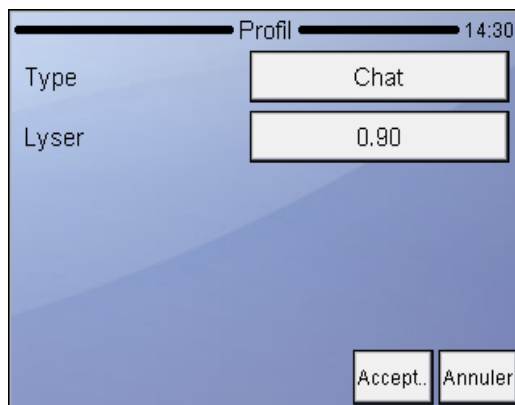 Profil 14:30
Type Chat
Lyser 0.90
Accept.. Annuler